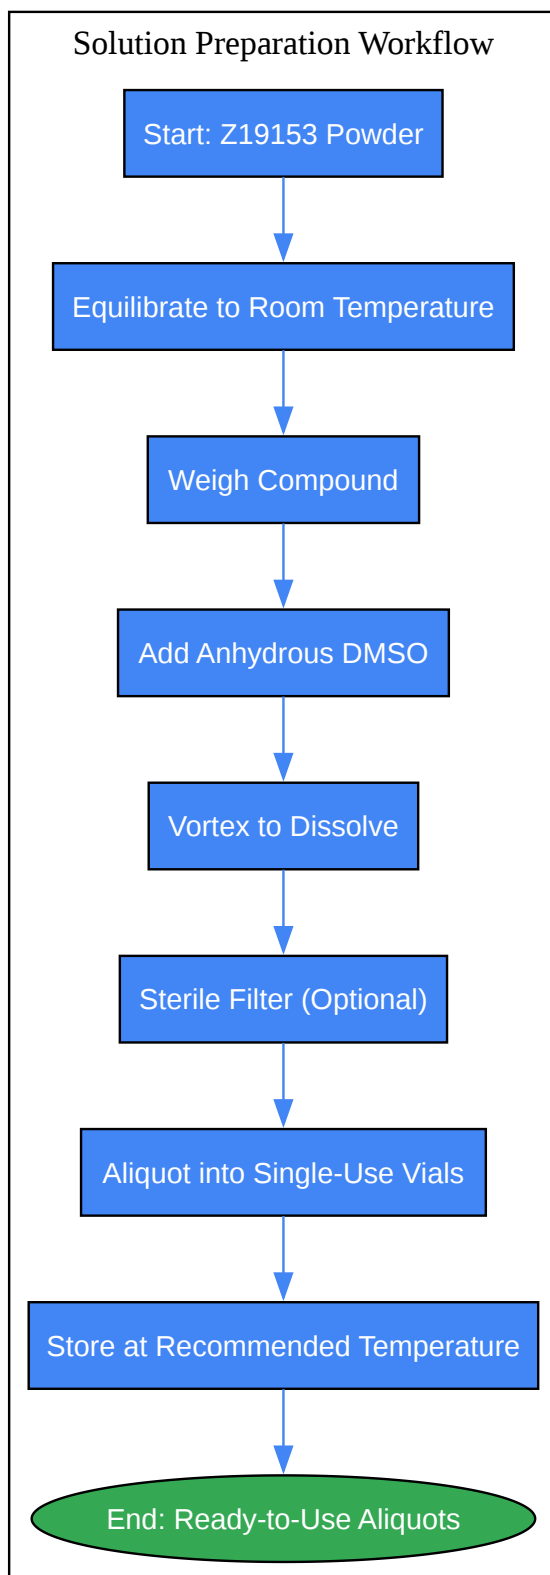 Solution Preparation Workflow
Start: Z19153 Powder
Equilibrate to Room Temperature
Weigh Compound
Add Anhydrous DMSO
Vortex to Dissolve
Sterile Filter (Optional)
Aliquot into Single-Use Vials
Store at Recommended Temperature
End: Ready-to-Use Aliquots